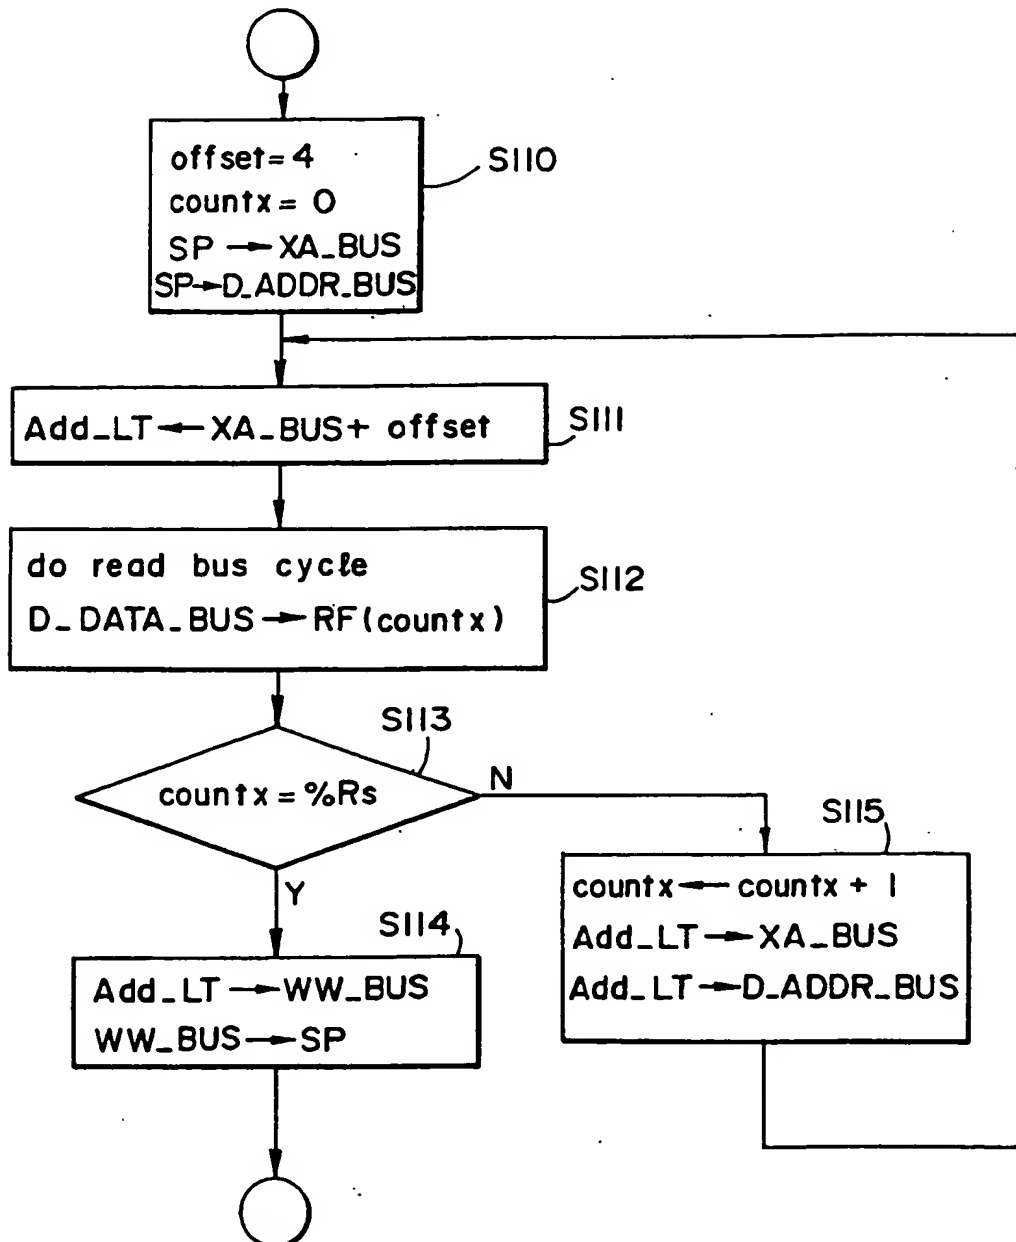 offset=4
countx=0
SP→XA_BUS
SP→D_ADDR_BUS
S110
Add_LT←XA_BUS+ offset
S111
do read bus cycle
D_DATA_BUS→RF(countx)
S112
S113
countx=%Rs
N
Y
S115
countx←countx+1
Add_LT→XA_BUS
Add_LT→D_ADDR_BUS
S114
Add_LT→WW_BUS
WW_BUS→SP